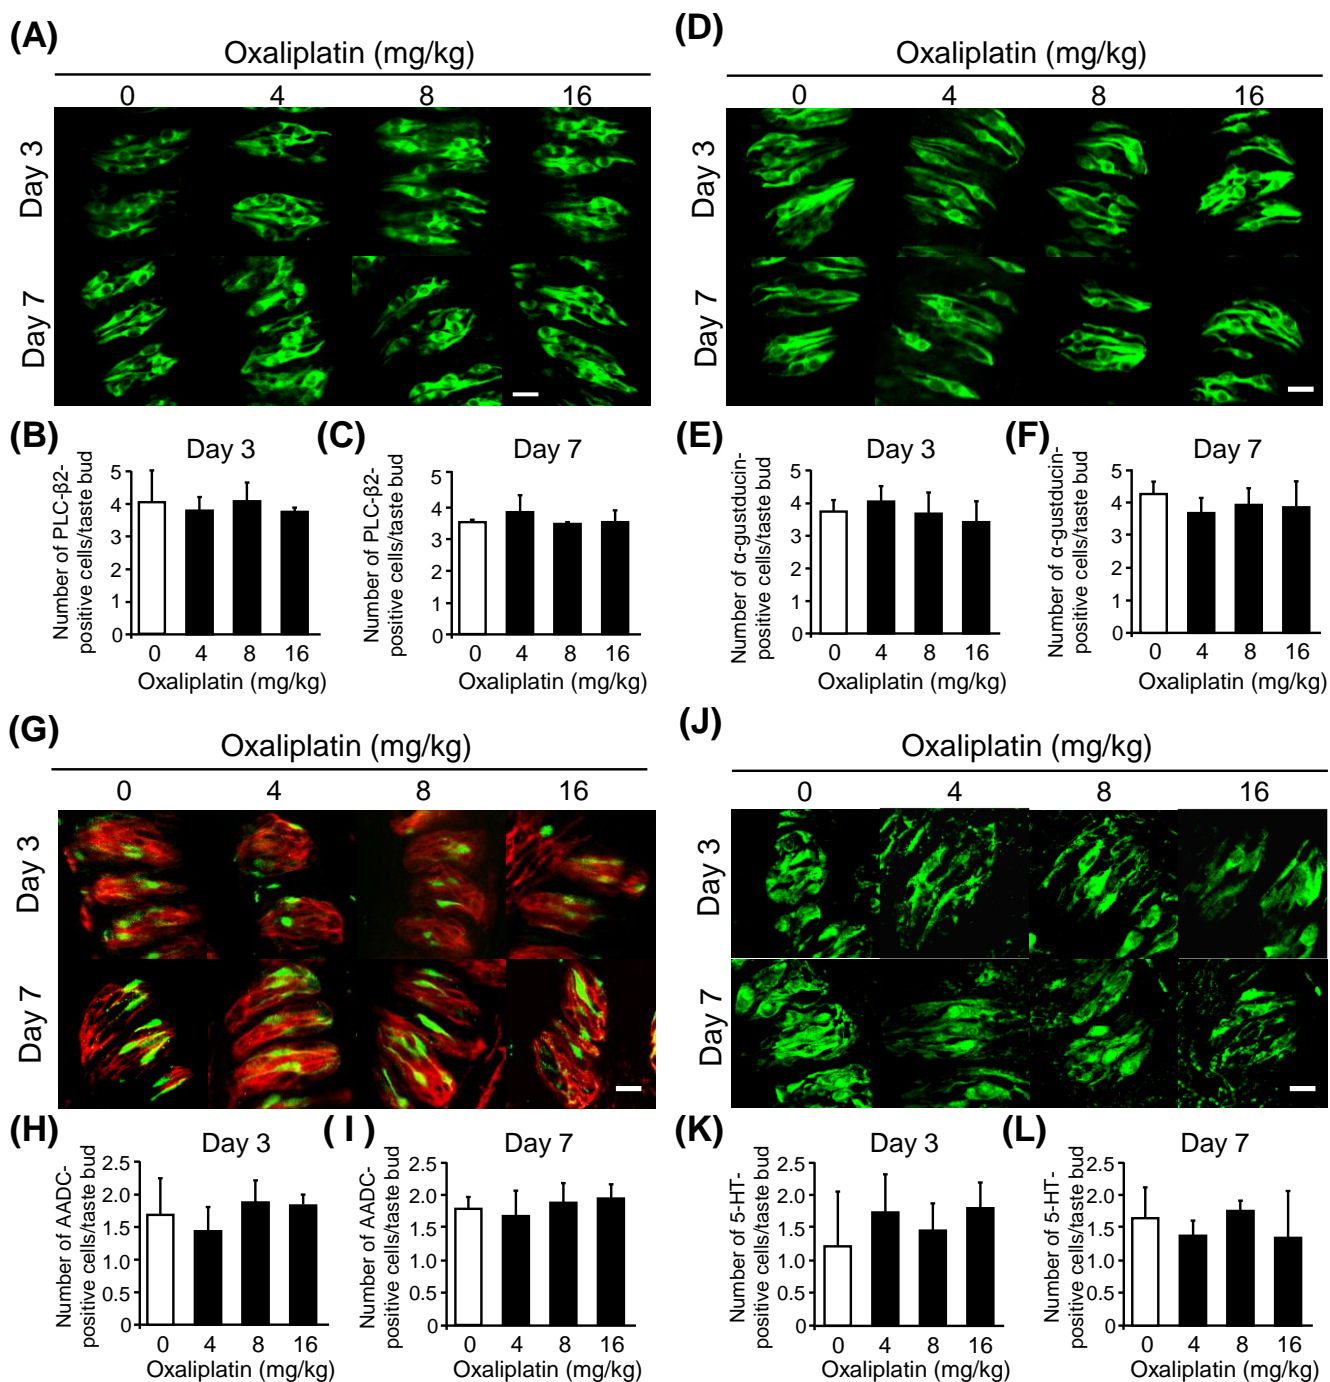 (A)
Oxaliplatin (mg/kg)
0 4 8 16
Day 3
Day 7
(D)
Oxaliplatin (mg/kg)
0 4 8 16
Day 3
Day 7
(B)
Day 3
Number of PLC-β2-
positive cells/taste bud
5
4
3
2
1
0
0 4 8 16
Oxaliplatin (mg/kg)
(C)
Day 7
Number of PLC-β2-
positive cells/taste bud
5
4
3
2
1
0
0 4 8 16
Oxaliplatin (mg/kg)
(E)
Day 3
Number of α-gustducin-
positive cells/taste bud
5
4
3
2
1
0
0 4 8 16
Oxaliplatin (mg/kg)
(F)
Day 7
Number of α-gustducin-
positive cells/taste bud
5
4
3
2
1
0
0 4 8 16
Oxaliplatin (mg/kg)
(G)
Oxaliplatin (mg/kg)
0 4 8 16
Day 3
Day 7
(J)
Oxaliplatin (mg/kg)
0 4 8 16
Day 3
Day 7
(H)
Day 3
Number of AADC-
positive cells/taste bud
2.5
2.0
1.5
1.0
0.5
0
0 4 8 16
Oxaliplatin (mg/kg)
( I )
Day 7
Number of AADC-
positive cells/taste bud
2.5
2.0
1.5
1.0
0.5
0
0 4 8 16
Oxaliplatin (mg/kg)
(K)
Day 3
Number of 5-HT-
positive cells/taste bud
2.5
2.0
1.5
1.0
0.5
0
0 4 8 16
Oxaliplatin (mg/kg)
(L)
Day 7
Number of 5-HT-
positive cells/taste bud
2.5
2.0
1.5
1.0
0.5
0
0 4 8 16
Oxaliplatin (mg/kg)